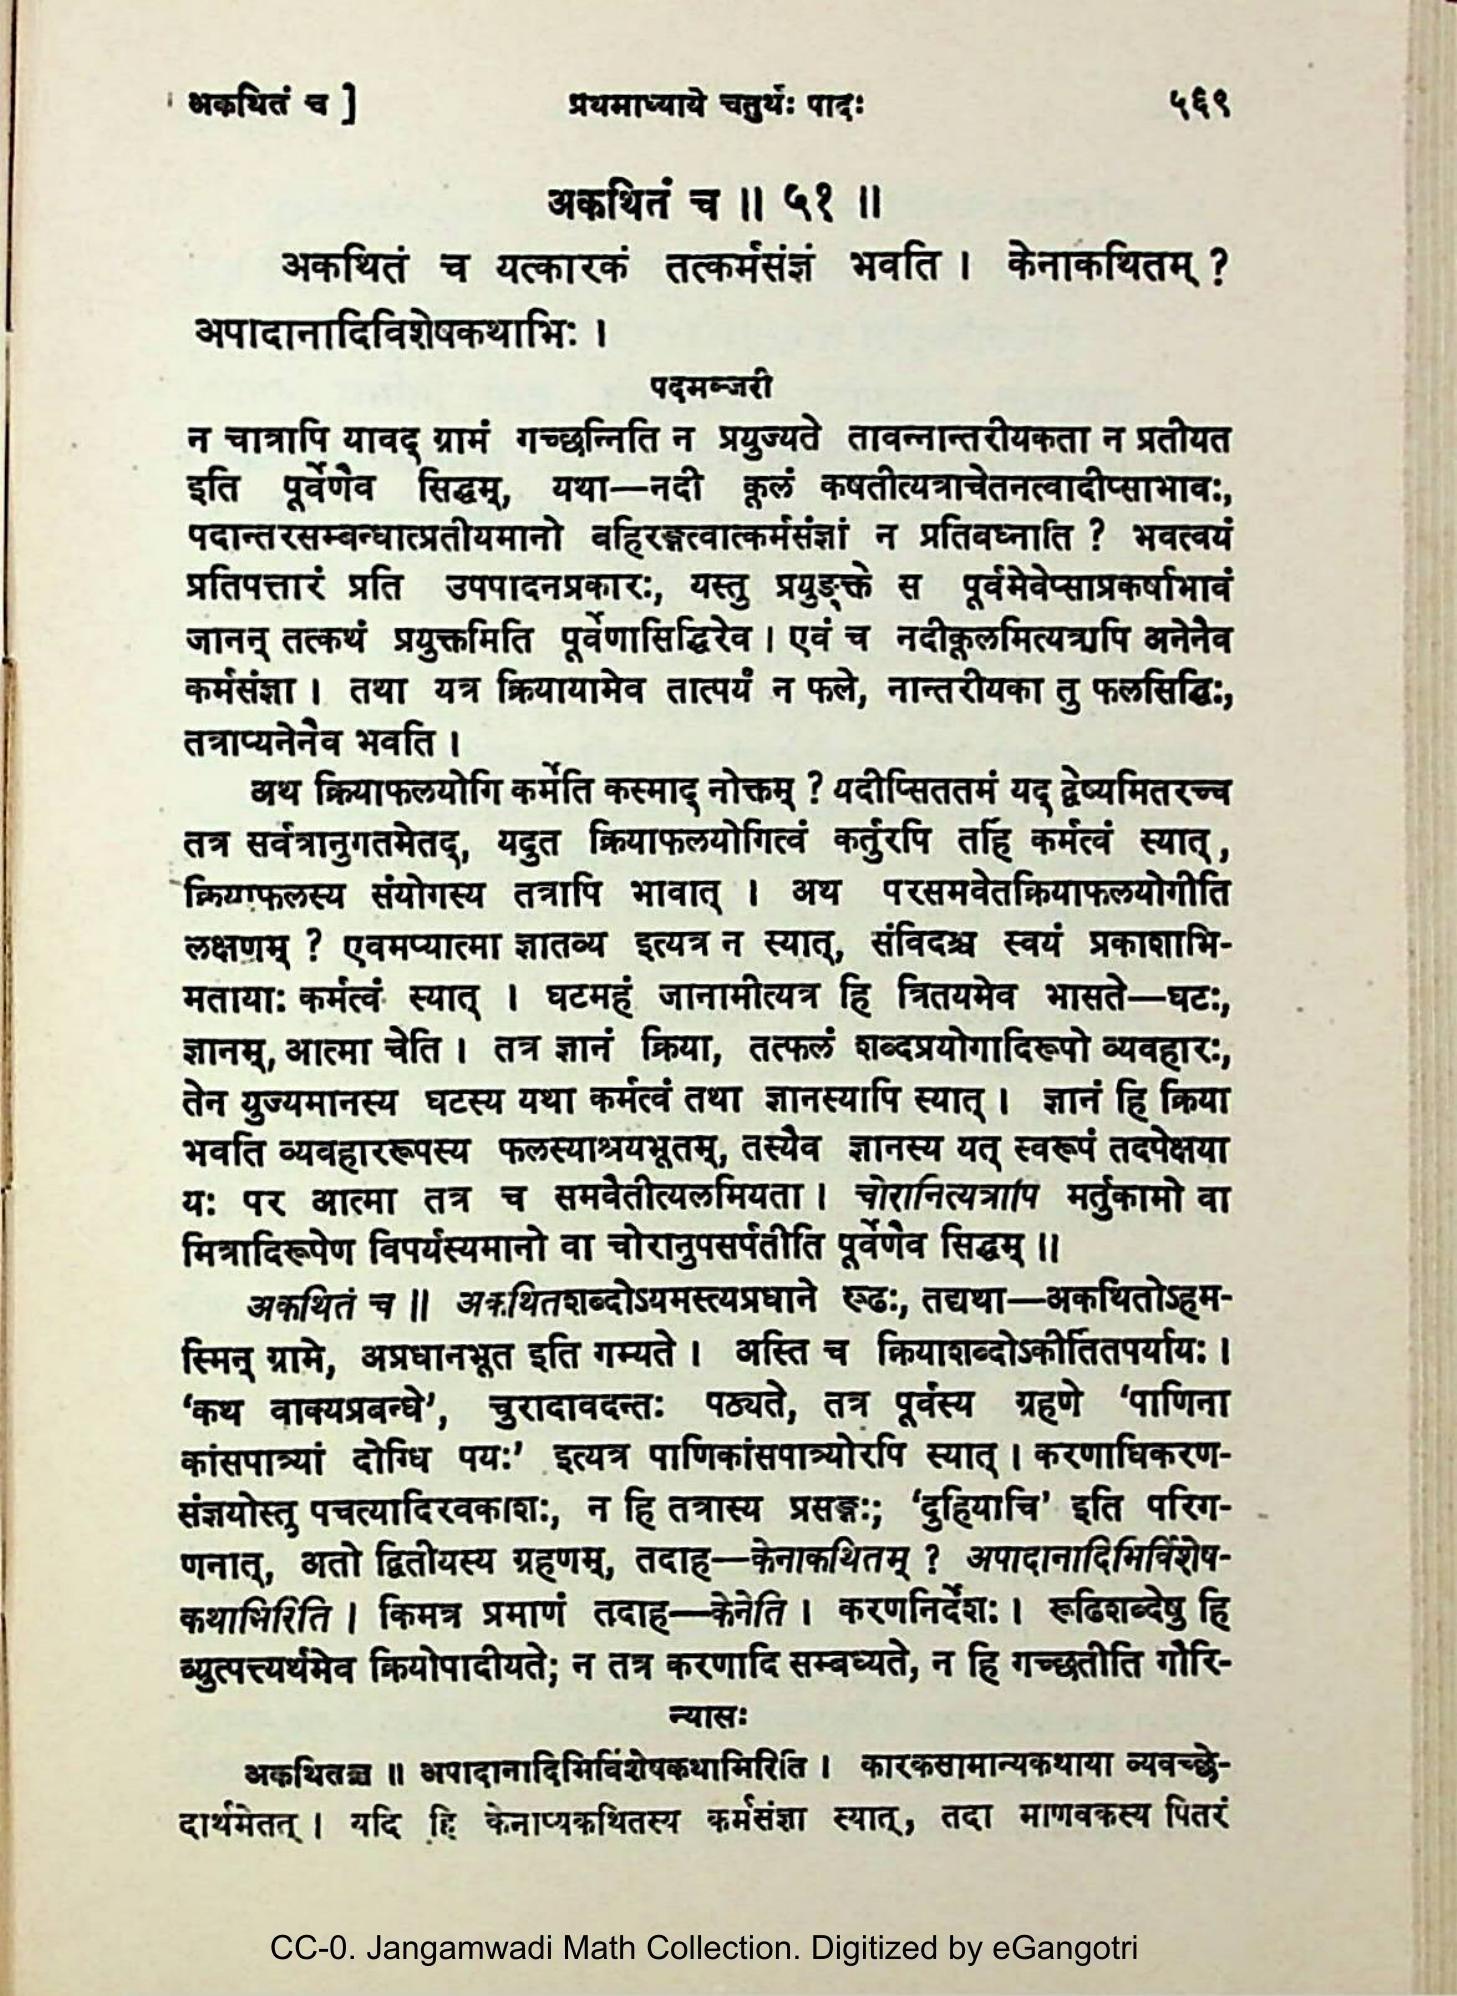 अकथितं च ]
प्रथमाध्याये चतुर्थः पादः
५६९
अकथितं च ॥ ५१ ॥
अकथितं च यत्कारकं तत्कर्मसंज्ञं भवति । केनाकथितम् ?
अपादानादिविशेषकथाभिः ।
पदमञ्जरी
न चात्रापि यावद् ग्रामं गच्छन्निति न प्रयुज्यते तावन्नान्तरीयकता न प्रतीयत
इति पूर्वेणैव सिद्धम्, यथा—नदी कूलं कषतीत्यत्राचेतनत्वादीप्साभावः,
पदान्तरसम्बन्धात्प्रतीयमानो बहिरङ्गत्वात्कर्मसंज्ञां न प्रतिबध्नाति ? भवत्वयं
प्रतिपत्तारं प्रति उपपादनप्रकारः, यस्तु प्रयुङ्क्ते स पूर्वमेवेप्साप्रकर्षाभावं
जानन् तत्कथं प्रयुक्तमिति पूर्वेणासिद्धिरेव । एवं च नदीकूलमित्यत्रापि अनेनैव
कर्मसंज्ञा । तथा यत्र क्रियायामेव तात्पर्यं न फले, नान्तरीयका तु फलसिद्धिः,
तत्राप्यनेनैव भवति ।
अथ क्रियाफलयोगि कर्मेति कस्माद् नोक्तम् ? यदीप्सिततमं यद् द्वेष्यमितरच्च
तत्र सर्वत्रानुगतमेतद्, यदुत क्रियाफलयोगित्वं कर्तुरपि तर्हि कर्मत्वं स्यात्,
क्रियाफलस्य संयोगस्य तत्रापि भावात् । अथ परसमवेतक्रियाफलयोगीति
लक्षणम् ? एवमप्यात्मा ज्ञातव्य इत्यत्र न स्यात्, संविदश्च स्वयं प्रकाशाभि-
मतायाः कर्मत्वं स्यात् । घटमहं जानामीत्यत्र हि त्रितयमेव भासते—घटः,
ज्ञानम्, आत्मा चेति । तत्र ज्ञानं क्रिया, तत्फलं शब्दप्रयोगादिरूपो व्यवहारः,
तेन युज्यमानस्य घटस्य यथा कर्मत्वं तथा ज्ञानस्यापि स्यात् । ज्ञानं हि क्रिया
भवति व्यवहाररूपस्य फलस्याश्रयभूतम्, तस्यैव ज्ञानस्य यत् स्वरूपं तदपेक्षया
यः पर आत्मा तत्र च समवैतीत्यलमियता । चोरानित्यत्रापि मर्तुकामो वा
मित्रादिरूपेण विपर्यस्यमानो वा चोरानुपसर्पतीति पूर्वेणैव सिद्धम् ॥
अकथितं च ॥ अकथितशब्दोऽयमस्त्यप्रधाने रूढः, तद्यथा—अकथितोऽहम-
स्मिन् ग्रामे, अप्रधानभूत इति गम्यते । अस्ति च क्रियाशब्दोऽकीर्तितपर्यायः ।
‘कथ वाक्यप्रबन्धे’, चुरादावदन्तः पठ्यते, तत्र पूर्वस्य ग्रहणे ‘पाणिना
कांसपात्र्यां दोग्धि पयः’ इत्यत्र पाणिकांसपात्र्योरपि स्यात् । करणाधिकरण-
संज्ञयोस्तु पचत्यादिरवकाशः, न हि तत्रास्य प्रसङ्गः; ‘दुहियाचि’ इति परिग-
णनात्, अतो द्वितीयस्य ग्रहणम्, तदाह—केनाकथितम् ? अपादानादिभिर्विशेष-
कथाभिरिति । किमत्र प्रमाणं तदाह—केनेति । करणनिर्देशः । रूढिशब्देषु हि
व्युत्पत्त्यर्थमेव क्रियोपादीयते; न तत्र करणादि सम्बध्यते, न हि गच्छतीति गौरि-
न्यासः
अकथितञ्च ॥ अपादानादिभिर्विशेषकथाभिरिति । कारकसामान्यकथाया व्यवच्छे-
दार्थमेतत् । यदि हि केनाप्यकथितस्य कर्मसंज्ञा स्यात्, तदा माणवकस्य पितरं
CC-0. Jangamwadi Math Collection. Digitized by eGangotri